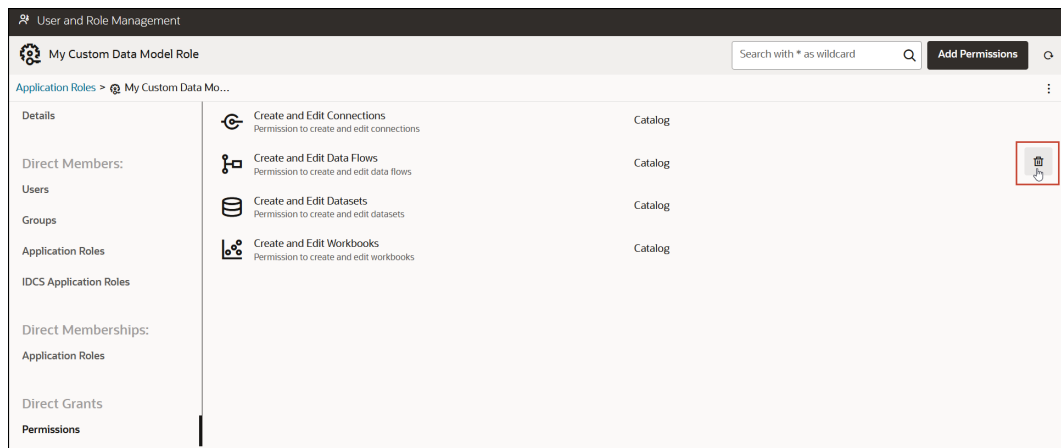 User and Role Management
My Custom Data Model Role
Search with * as wildcard
Add Permissions
Application Roles > My Custom Data Mo...
Details
Direct Members:
Users
Groups
Application Roles
IDCS Application Roles
Direct Memberships:
Application Roles
Direct Grants
Permissions
Create and Edit Connections
Permission to create and edit connections
Catalog
Create and Edit Data Flows
Permission to create and edit data flows
Catalog
Create and Edit Datasets
Permission to create and edit datasets
Catalog
Create and Edit Workbooks
Permission to create and edit workbooks
Catalog